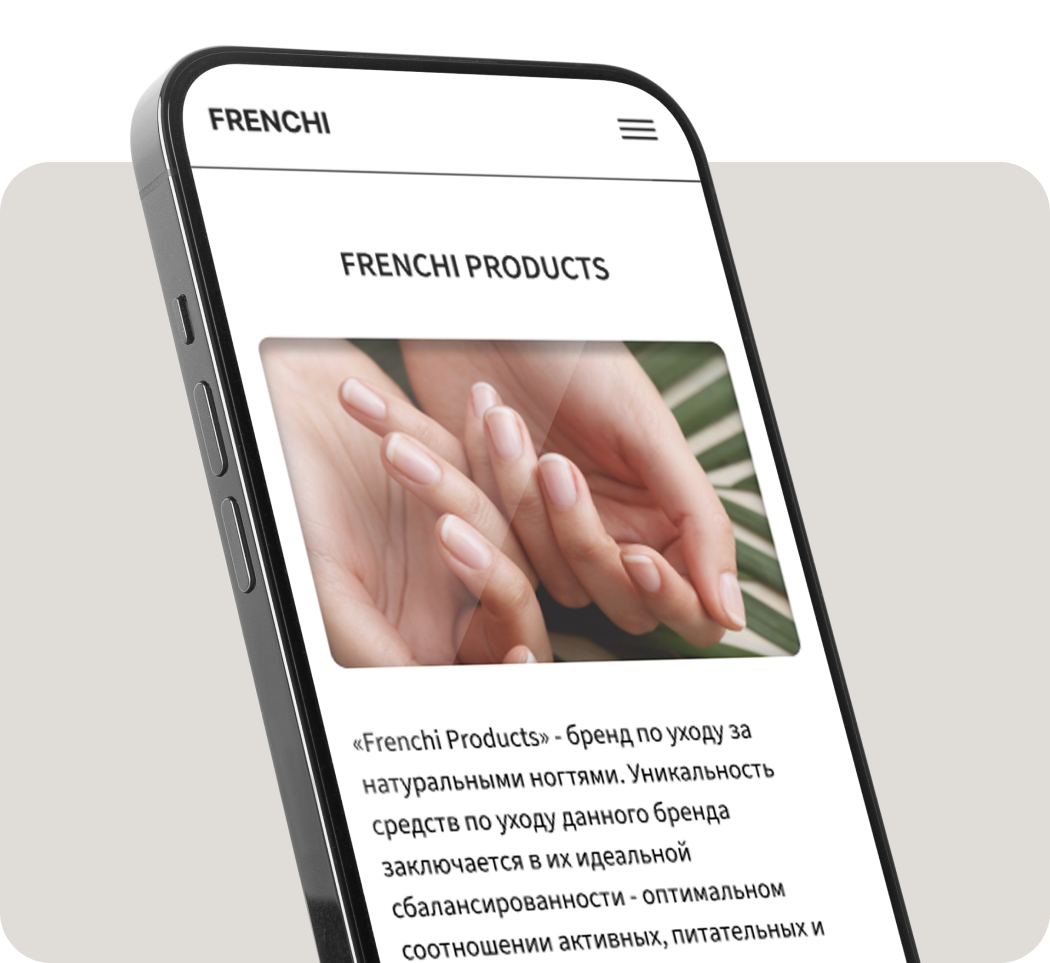 FRENCHI
FRENCHI PRODUCTS
«Frenchi Products» - бренд по уходу за
натуральными ногтями. Уникальность
средств по уходу данного бренда
заключается в их идеальной
сбалансированности - оптимальном
соотношении активных, питательных и